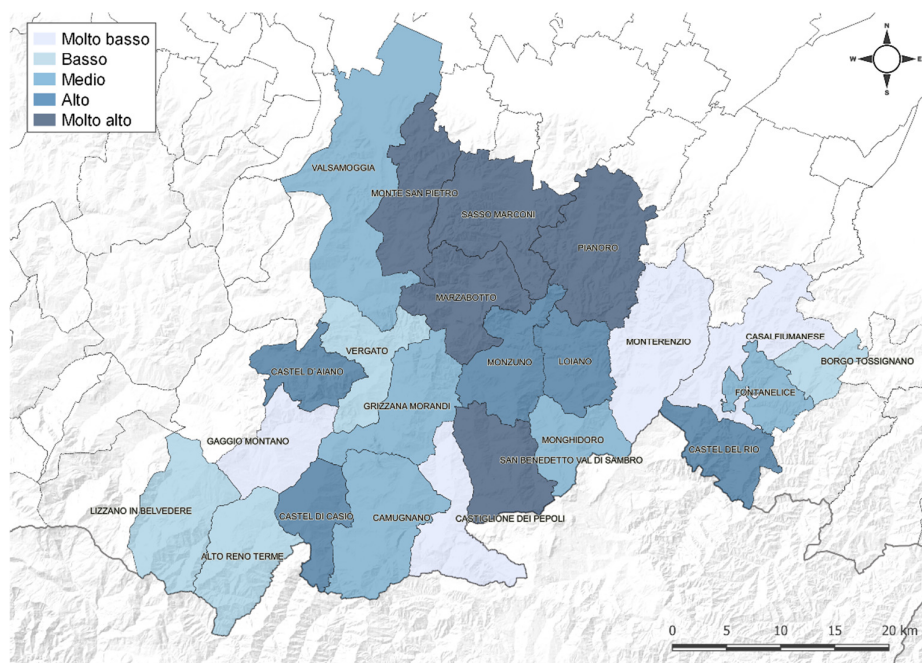 Molto basso
Basso
Medio
Alto
Molto alto
N
W
E
S
VALSAMOGGIA
MONTE SAN PIETRO
SASSO MARCONI
PIANORO
MARZABOTTO
MONTERENZIO
CASALFIUMANESE
VERGATO
MONZUNO
LOIANO
BORGO TOSSIGNANO
CASTEL D'AIANO
FONTANELICE
GRIZZANA MORANDI
GAGGIO MONTANO
MONGHIDORO
CASTEL DEL RIO
SAN BENEDETTO VAL DI SAMBRO
LIZZANO IN BELVEDERE
CASTEL DI CASIO
CAMUGNANO
CASTIGLIONE DEI PEPOLI
ALTO RENO TERME
0 5 10 15 20 km